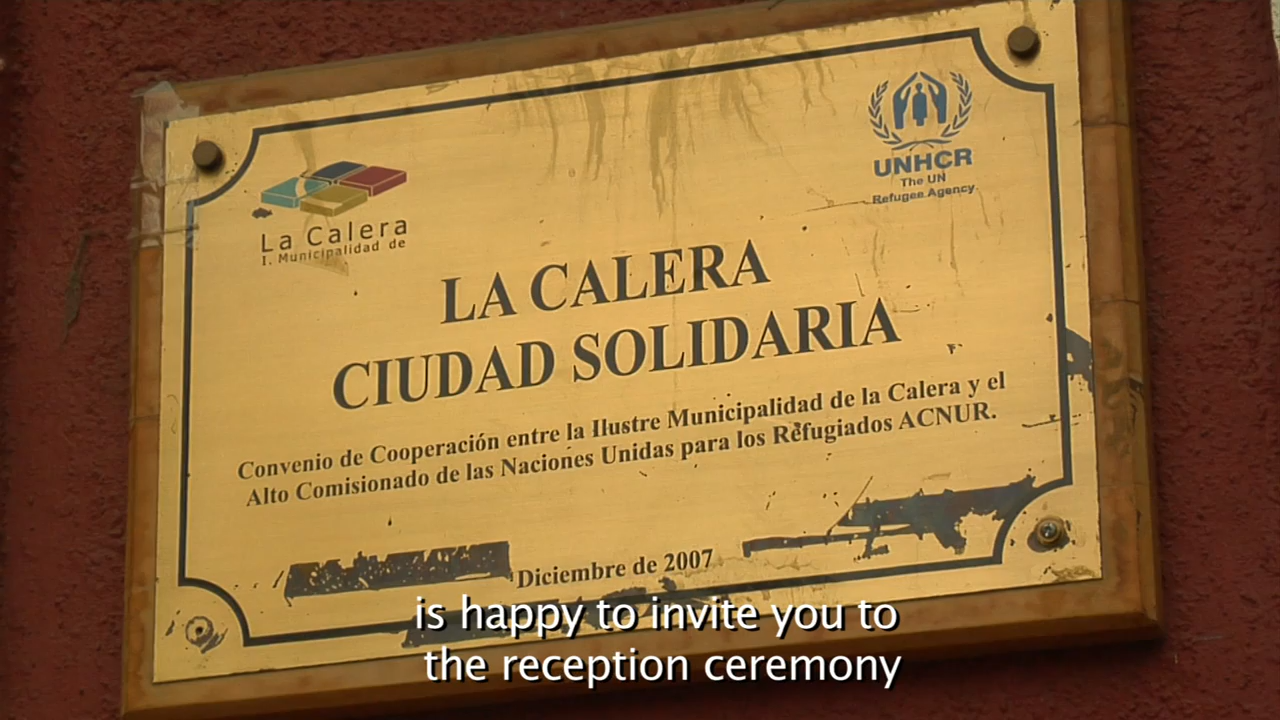 La Calera
I. Municipalidad de
UNHCR
The UN
Refugee Agency
LA CALERA
CIUDAD SOLIDARIA
Convenio de Cooperación entre la Ilustre Municipalidad de la Calera y el
Alto Comisionado de las Naciones Unidas para los Refugiados ACNUR.
Diciembre de 2007
is happy to invite you to
the reception ceremony